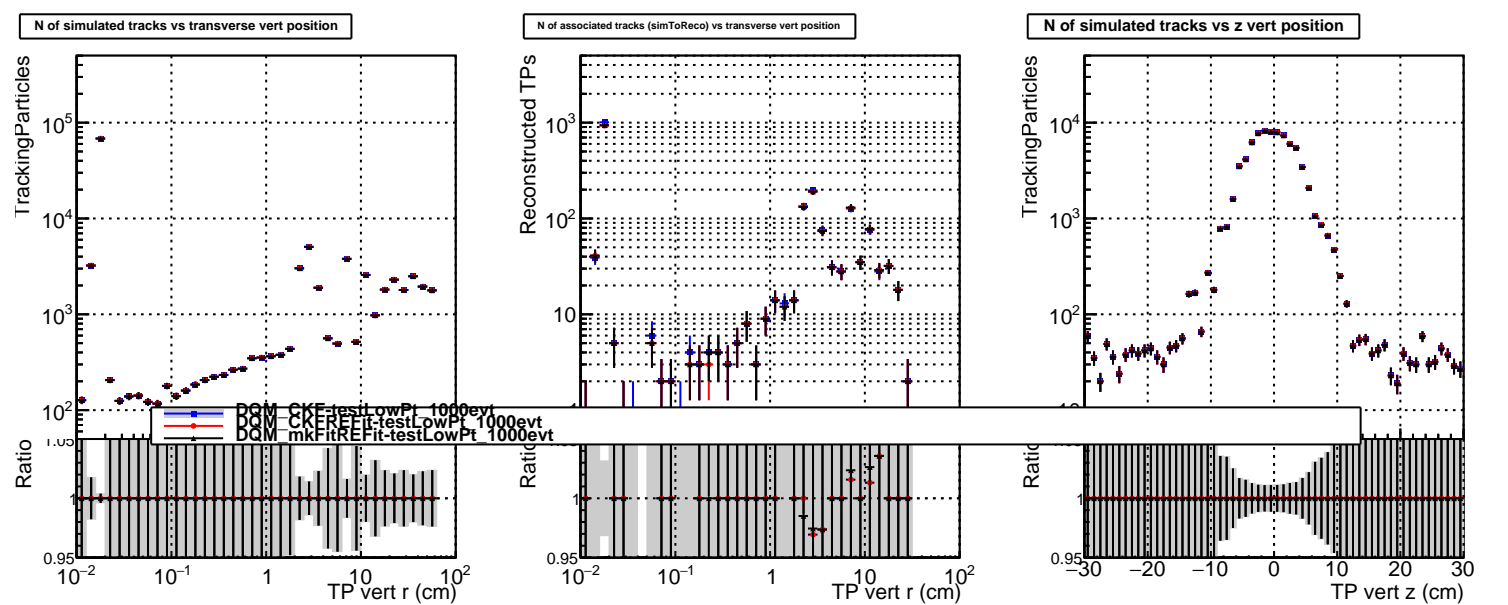 N of simulated tracks vs transverse vert position
TrackingParticles
10^5
10^4
10^3
10^2
Ratio
1.05
1
0.95
10^−2 10^−1 1 10 10^2
TP vert r (cm)
N of associated tracks (simToReco) vs transverse vert position
Reconstructed TPs
10^3
10^2
10
1
Ratio
1
0.95
10^−2 10^−1 1 10 10^2
TP vert r (cm)
N of simulated tracks vs z vert position
TrackingParticles
10^4
10^3
10^2
10
Ratio
1
0.95
−30 −20 −10 0 10 20 30
TP vert z (cm)
DQM_CKF-testLowPt_1000evt
DQM_CKFREFit-testLowPt_1000evt
DQM_mkFitREFit-testLowPt_1000evt